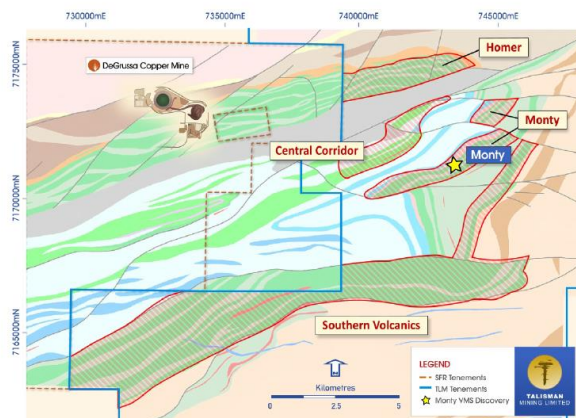 730000mE
735000mE
740000mE
745000mE
7175000mN
7170000mN
7165000mN
DeGrussa Copper Mine
Homer
Monty
Central Corridor
Monty
Southern Volcanics
Kilometres
0 2.5 5
LEGEND
SFR Tenements
TLM Tenements
Monty VMS Discovery
TALISMAN
MINING LIMITED